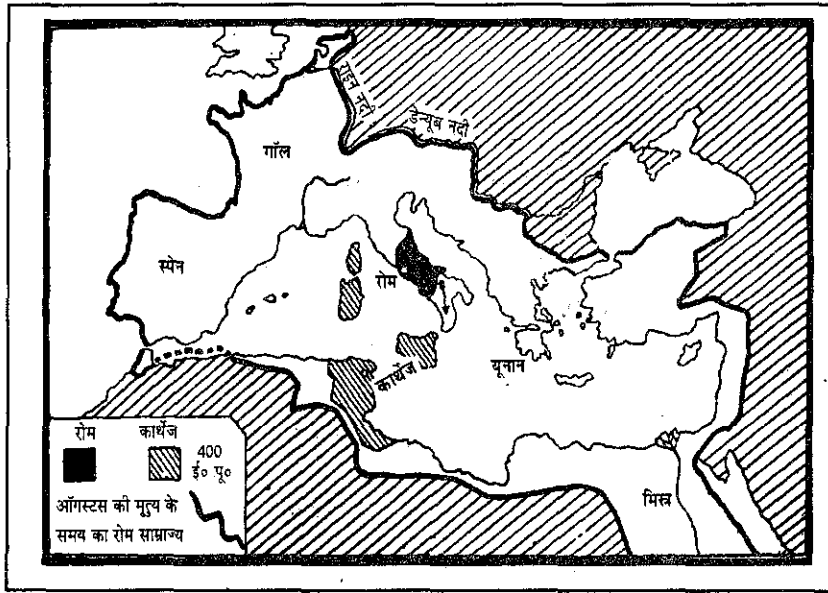 राइन नदी
डेन्यूब नदी
गॉल
स्पेन
रोम
कार्थेज
यूनान
मिस्त्र
रोम कार्थेज
400
ई० पू०
ऑगस्टस की मृत्यु के
समय का रोम साम्राज्य